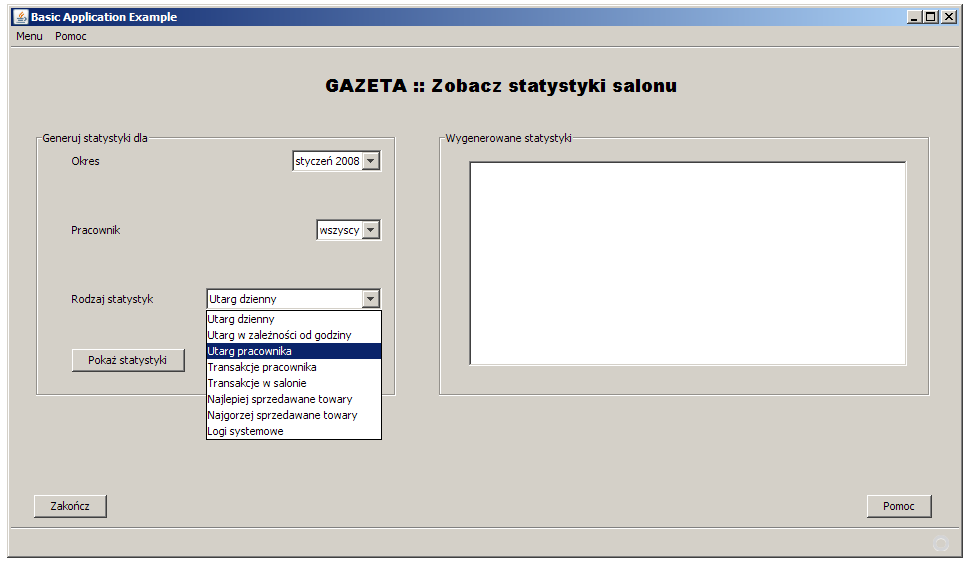 Basic Application Example
Menu Pomoc
GAZETA :: Zobacz statystyki salonu
Generuj statystyki dla
Okres styczeń 2008
Pracownik wszyscy
Rodzaj statystyk Utarg dzienny
Utarg dzienny
Utarg w zależności od godziny
Utarg pracownika
Transakcje pracownika
Transakcje w salonie
Najlepiej sprzedawane towary
Najgorzej sprzedawane towary
Logi systemowe
Pokaż statystyki
Wygenerowane statystyki
Zakończ
Pomoc